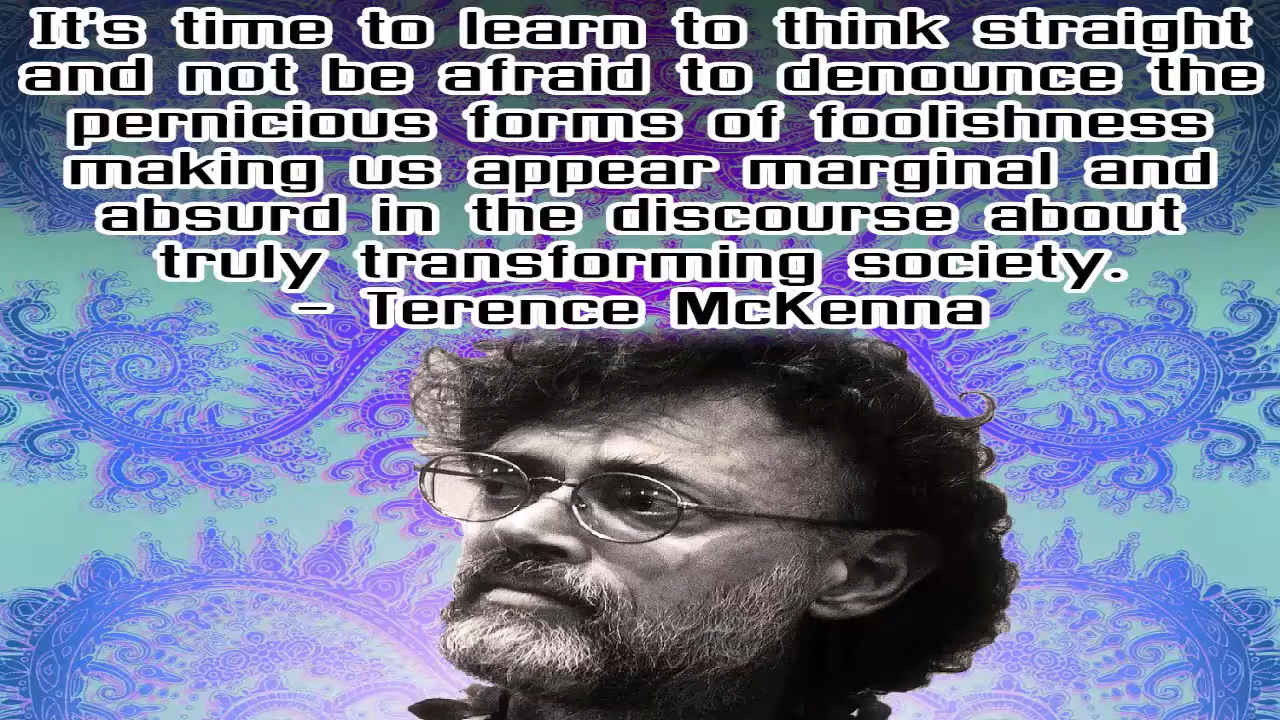 It's time to learn to think straight
and not be afraid to denounce the
pernicious forms of foolishness
making us appear marginal and
absurd in the discourse about
truly transforming society.
- Terence McKenna